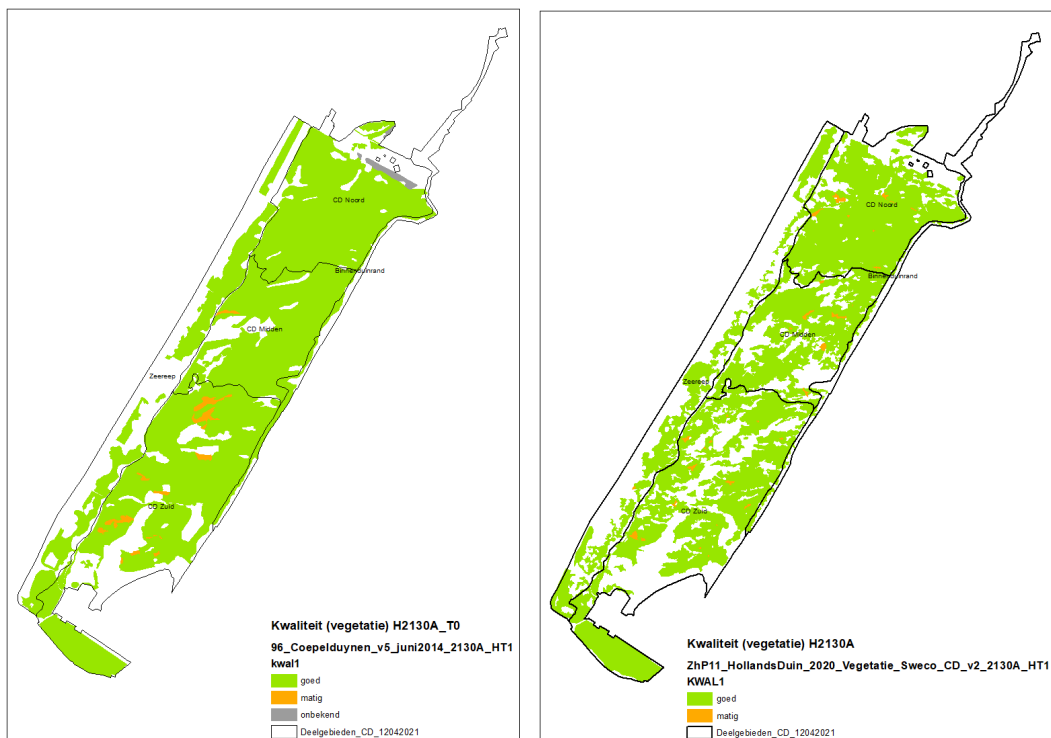 CD Noord
Binnenduinrand
CD Midden
Zeereep
CD Zuid
Kwaliteit (vegetatie) H2130A_T0
96_Coepelduynen_v5_juni2014_2130A_HT1
kwal1
goed
matig
onbekend
Deelgebieden_CD_12042021
CD Noord
Binnenduinrand
CD Midden
Zeereep
CD Zuid
Kwaliteit (vegetatie) H2130A
ZhP11_HollandsDuin_2020_Vegetatie_Sweco_CD_v2_2130A_HT1
KWAL1
goed
matig
Deelgebieden_CD_12042021